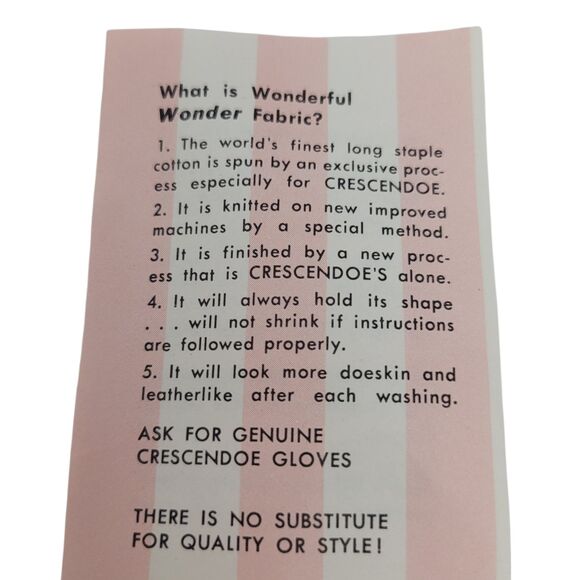 What is Wonderful
Wonder Fabric?
1. The world's finest long staple
cotton is spun by an exclusive proc-
ess especially for CRESCENDOE.
2. It is knitted on new improved
machines by a special method.
3. It is finished by a new proc-
ess that is CRESCENDOE'S alone.
4. It will always hold its shape
. . . will not shrink if instructions
are followed properly.
5. It will look more doeskin and
leatherlike after each washing.
ASK FOR GENUINE
CRESCENDOE GLOVES
THERE IS NO SUBSTITUTE
FOR QUALITY OR STYLE!